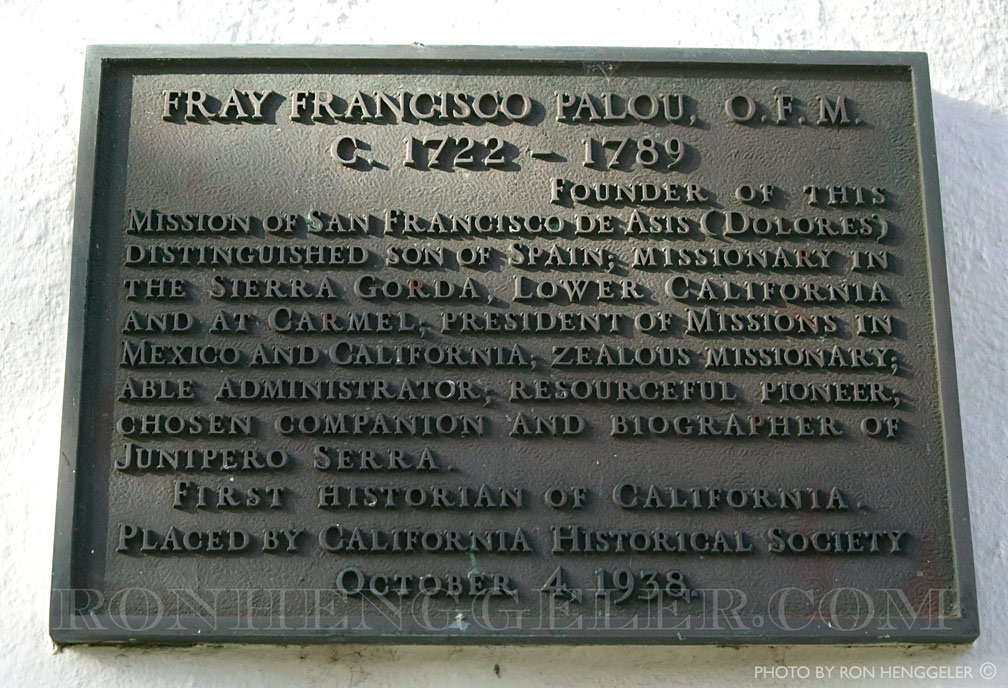 FRAY FRANCISCO PALOU, O.F.M.
C. 1722 – 1789
FOUNDER OF THIS
MISSION OF SAN FRANCISCO DE ASIS (DOLORES)
DISTINGUISHED SON OF SPAIN; MISSIONARY IN
THE SIERRA GORDA, LOWER CALIFORNIA
AND AT CARMEL; PRESIDENT OF MISSIONS IN
MEXICO AND CALIFORNIA; ZEALOUS MISSIONARY;
ABLE ADMINISTRATOR; RESOURCEFUL PIONEER;
CHOSEN COMPANION AND BIOGRAPHER OF
JUNIPERO SERRA.
FIRST HISTORIAN OF CALIFORNIA.
PLACED BY CALIFORNIA HISTORICAL SOCIETY
OCTOBER 4, 1938.
RONHENGGELER.COM
PHOTO BY RON HENGGELER ©